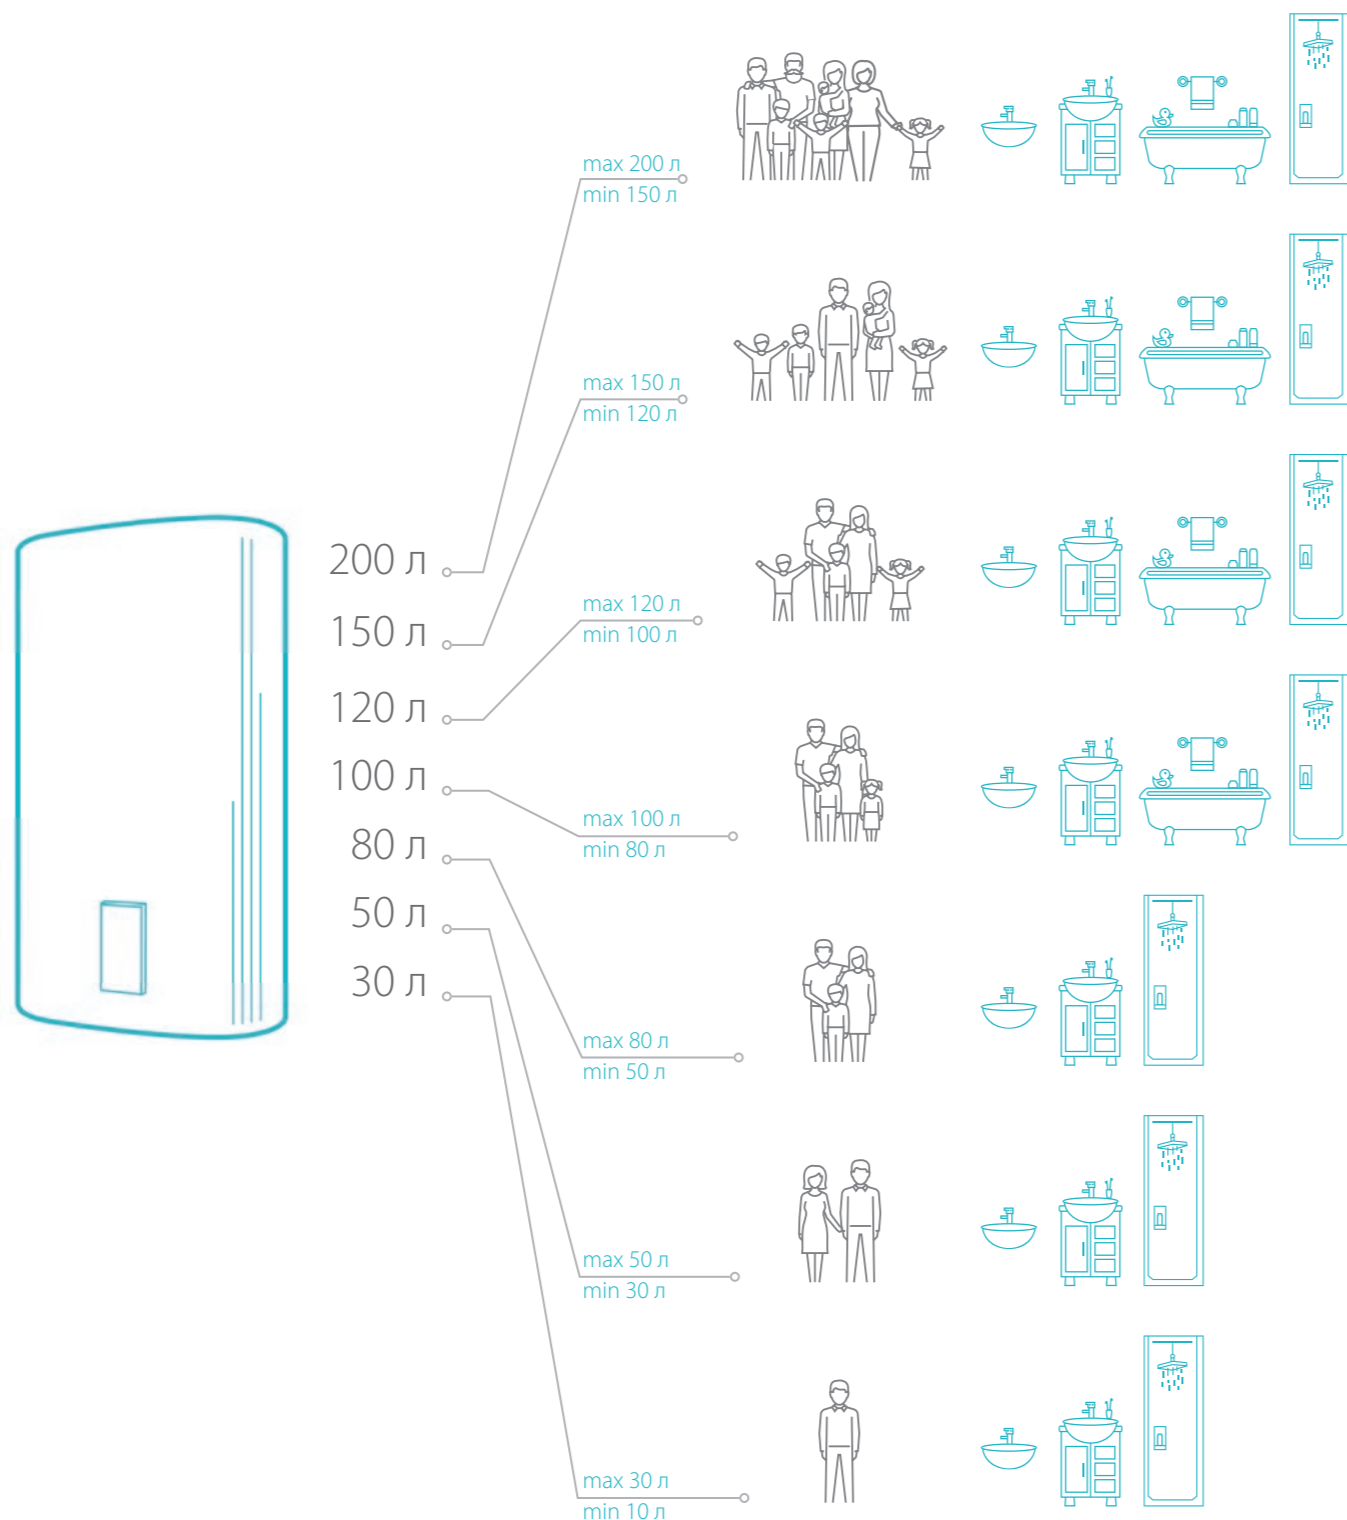 max 200 л
min 150 л
max 150 л
min 120 л
200 л
150 л
120 л
100 л
80 л
50 л
30 л
max 120 л
min 100 л
max 100 л
min 80 л
max 80 л
min 50 л
max 50 л
min 30 л
max 30 л
min 10 л